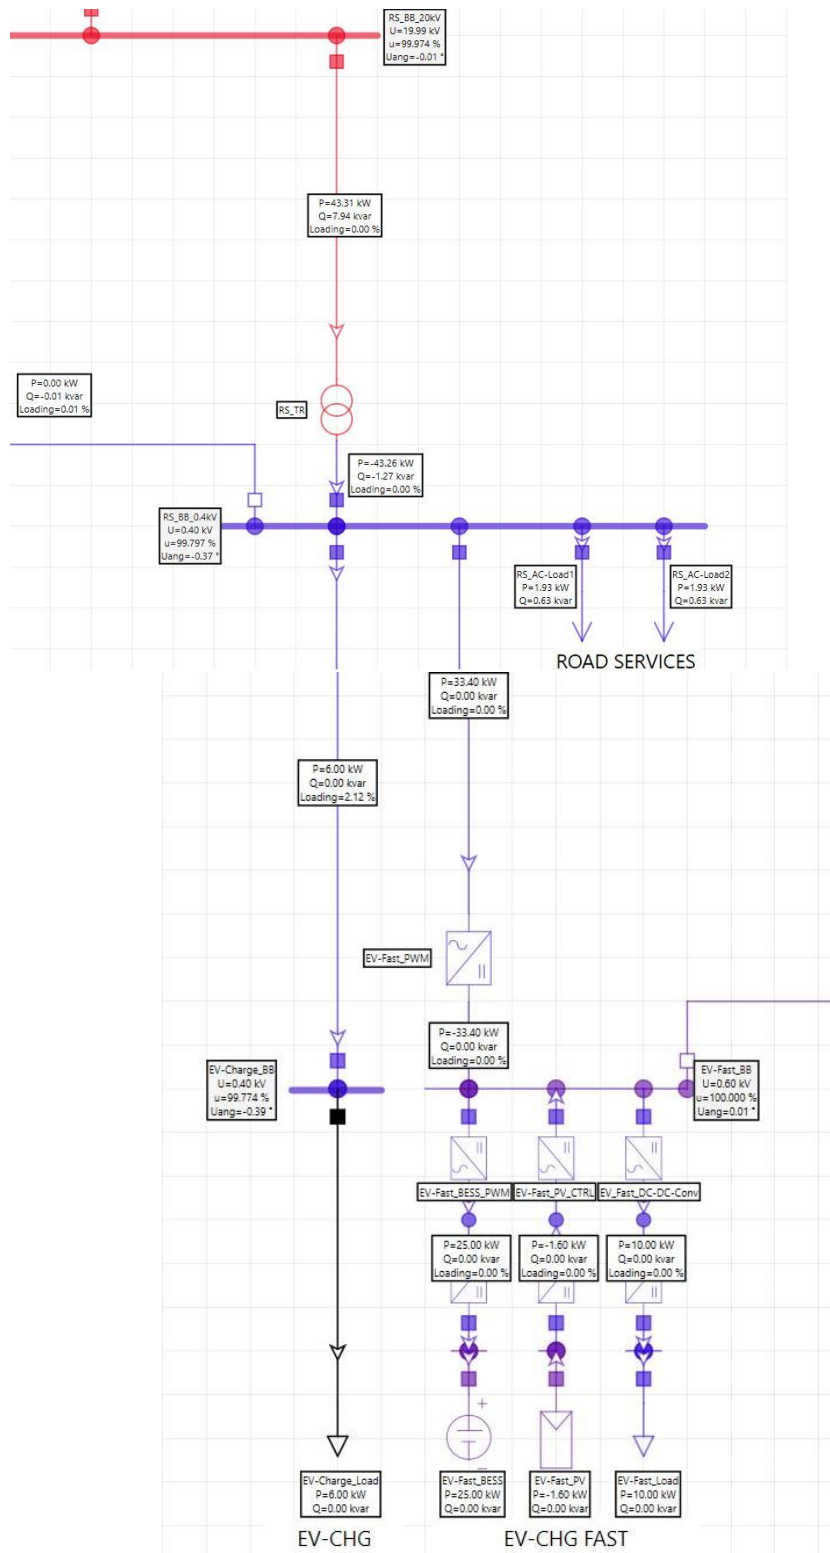 RS_BB_20kV
U=19.99 kV
u=99.974 %
Uang=-0.01 °
P=43.31 kW
Q=7.94 kvar
Loading=0.00 %
P=0.00 kW
Q=-0.01 kvar
Loading=0.01 %
RS_TR
P=-43.26 kW
Q=-1.27 kvar
Loading=0.00 %
RS_BB_0.4kV
U=0.40 kV
u=99.797 %
Uang=-0.37 °
RS_AC-Load1
P=1.93 kW
Q=0.63 kvar
RS_AC-Load2
P=1.93 kW
Q=0.63 kvar
ROAD SERVICES
P=33.40 kW
Q=0.00 kvar
Loading=0.00 %
P=6.00 kW
Q=0.00 kvar
Loading=2.12 %
EV-Fast_PWM
P=-33.40 kW
Q=0.00 kvar
Loading=0.00 %
EV-Charge_BB
U=0.40 kV
u=99.774 %
Uang=-0.39 °
EV-Fast_BB
U=0.60 kV
u=100.000 %
Uang=0.01 °
EV-Fast_BESS_PWM
EV-Fast_PV_CTRL
EV_Fast_DC-DC-Conv
P=25.00 kW
Q=0.00 kvar
Loading=0.00 %
P=-1.60 kW
Q=0.00 kvar
Loading=0.00 %
P=10.00 kW
Q=0.00 kvar
Loading=0.00 %
EV-Charge_Load
P=6.00 kW
Q=0.00 kvar
EV-Fast_BESS
P=25.00 kW
Q=0.00 kvar
EV-Fast_PV
P=-1.60 kW
Q=0.00 kvar
EV-Fast_Load
P=10.00 kW
Q=0.00 kvar
EV-CHG
EV-CHG FAST